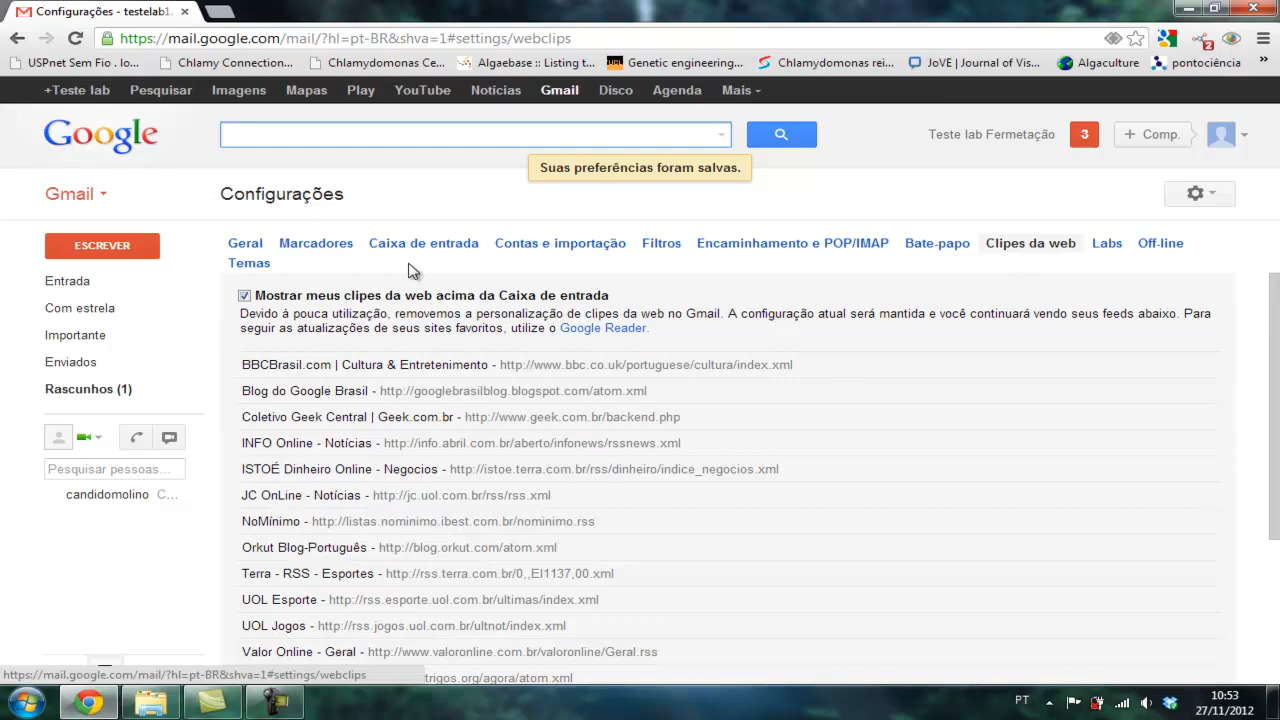 Configurações - testelab1
https://mail.google.com/mail/?hl=pt-BR&shva=1#settings/webclips
USPnet Sem Fio . lo... Chlamy Connection... Chlamydomonas Ce... Algaebase :: Listing t... Genetic engineering... Chlamydomonas rei... JoVE | Journal of Vis... Algaculture pontociência »
+Teste lab Pesquisar Imagens Mapas Play YouTube Notícias Gmail Disco Agenda Mais
Google Teste lab Fermetação 3 + Comp.
Suas preferências foram salvas.
Gmail Configurações
ESCREVER
Geral Marcadores Caixa de entrada Contas e importação Filtros Encaminhamento e POP/IMAP Bate-papo Clipes da web Labs Off-line
Temas
Entrada
Com estrela
Importante
Enviados
Rascunhos (1)
Pesquisar pessoas...
candidomolino C...
Mostrar meus clipes da web acima da Caixa de entrada
Devido à pouca utilização, removemos a personalização de clipes da web no Gmail. A configuração atual será mantida e você continuará vendo seus feeds abaixo. Para
seguir as atualizações de seus sites favoritos, utilize o Google Reader.
BBCBrasil.com | Cultura & Entretenimento - http://www.bbc.co.uk/portuguese/cultura/index.xml
Blog do Google Brasil - http://googlebrasilblog.blogspot.com/atom.xml
Coletivo Geek Central | Geek.com.br - http://www.geek.com.br/backend.php
INFO Online - Notícias - http://info.abril.com.br/aberto/infonews/rssnews.xml
ISTOÉ Dinheiro Online - Negocios - http://istoe.terra.com.br/rss/dinheiro/indice_negocios.xml
JC OnLine - Notícias - http://jc.uol.com.br/rss/rss.xml
NoMínimo - http://listas.nominimo.ibest.com.br/nominimo.rss
Orkut Blog-Português - http://blog.orkut.com/atom.xml
Terra - RSS - Esportes - http://rss.terra.com.br/0,,EI1137,00.xml
UOL Esporte - http://rss.esporte.uol.com.br/ultimas/index.xml
UOL Jogos - http://rss.jogos.uol.com.br/ultnot/index.xml
Valor Online - Geral - http://www.valoronline.com.br/valoronline/Geral.rss
trigos.org/agora/atom.xml
https://mail.google.com/mail/?hl=pt-BR&shva=1#settings/webclips
PT 2
10:53
27/11/2012